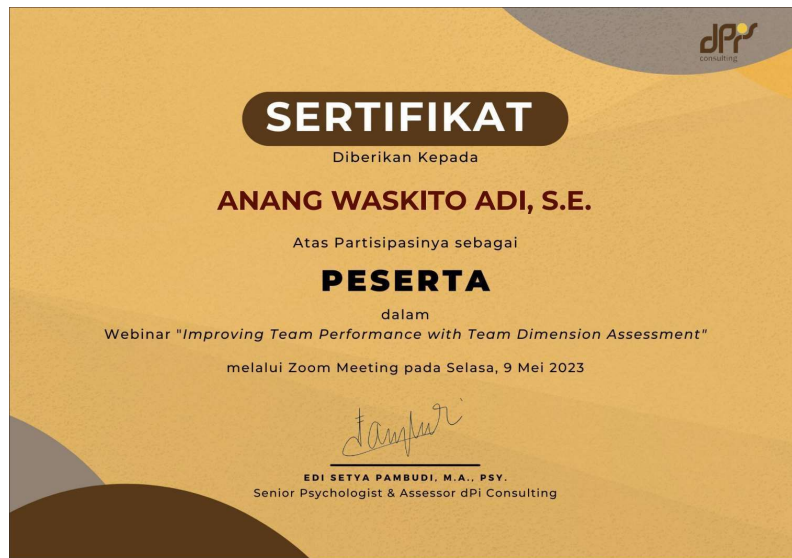 dPi
consulting
SERTIFIKAT
Diberikan Kepada
ANANG WASKITO ADI, S.E.
Atas Partisipasinya sebagai
PESERTA
dalam
Webinar "Improving Team Performance with Team Dimension Assessment"
melalui Zoom Meeting pada Selasa, 9 Mei 2023
EDI SETYA PAMBUDI, M.A., PSY.
Senior Psychologist & Assessor dPi Consulting